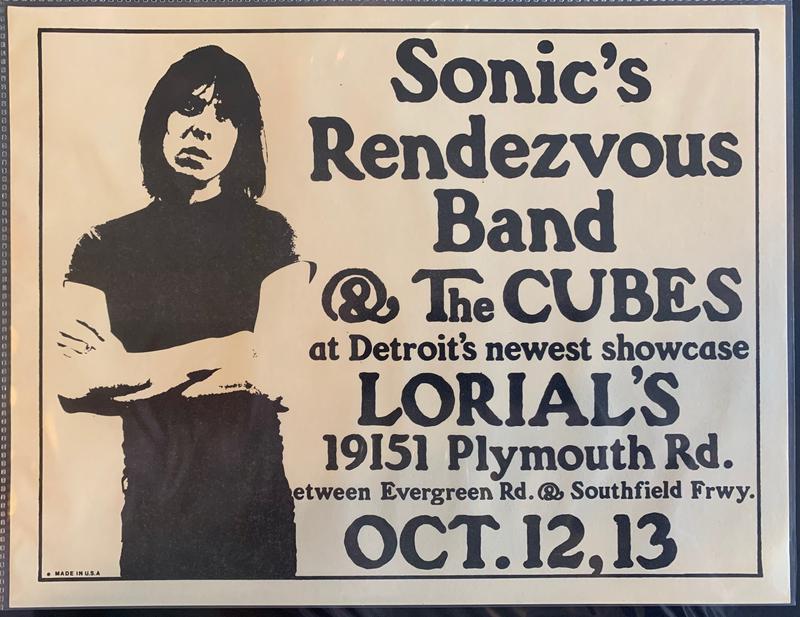 Sonic's
Rendezvous
Band
& The CUBES
at Detroit's newest showcase
LORIAL'S
19151 Plymouth Rd.
etween Evergreen Rd. & Southfield Frwy.
OCT. 12, 13
MADE IN U.S.A